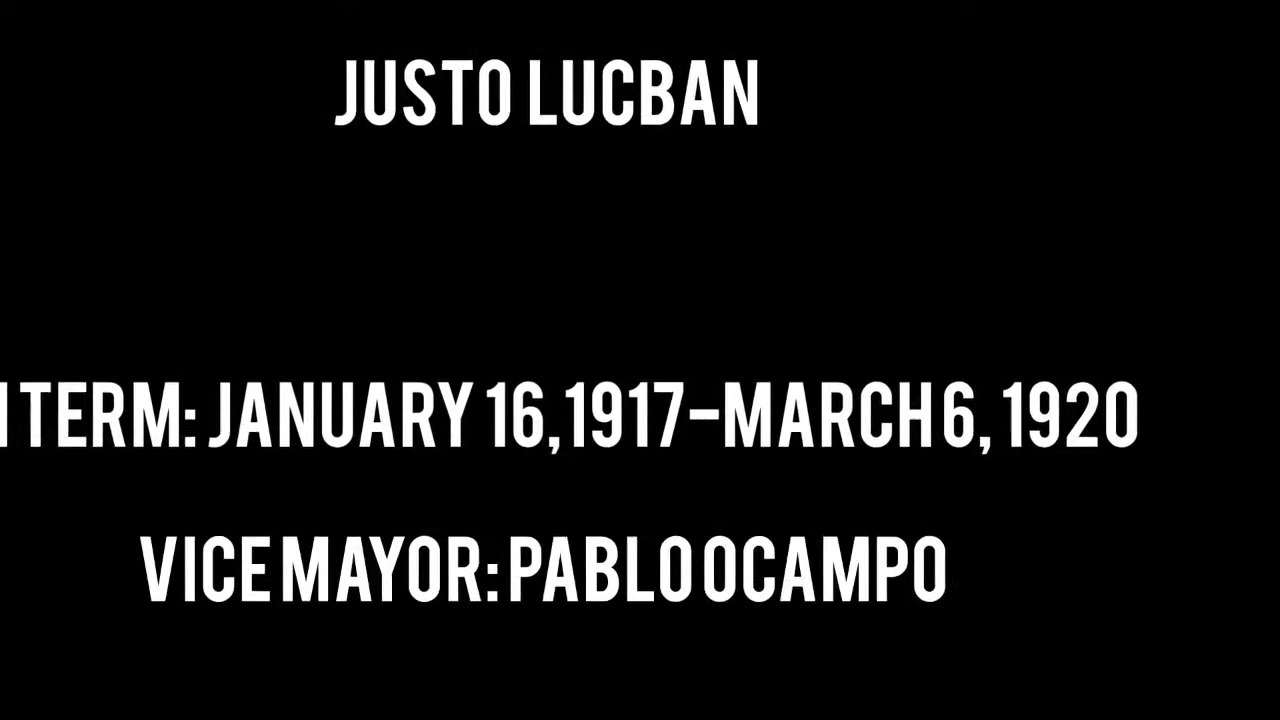 JUSTO LUCBAN
TERM: JANUARY 16,1917-MARCH 6, 1920
VICE MAYOR: PABLO OCAMPO